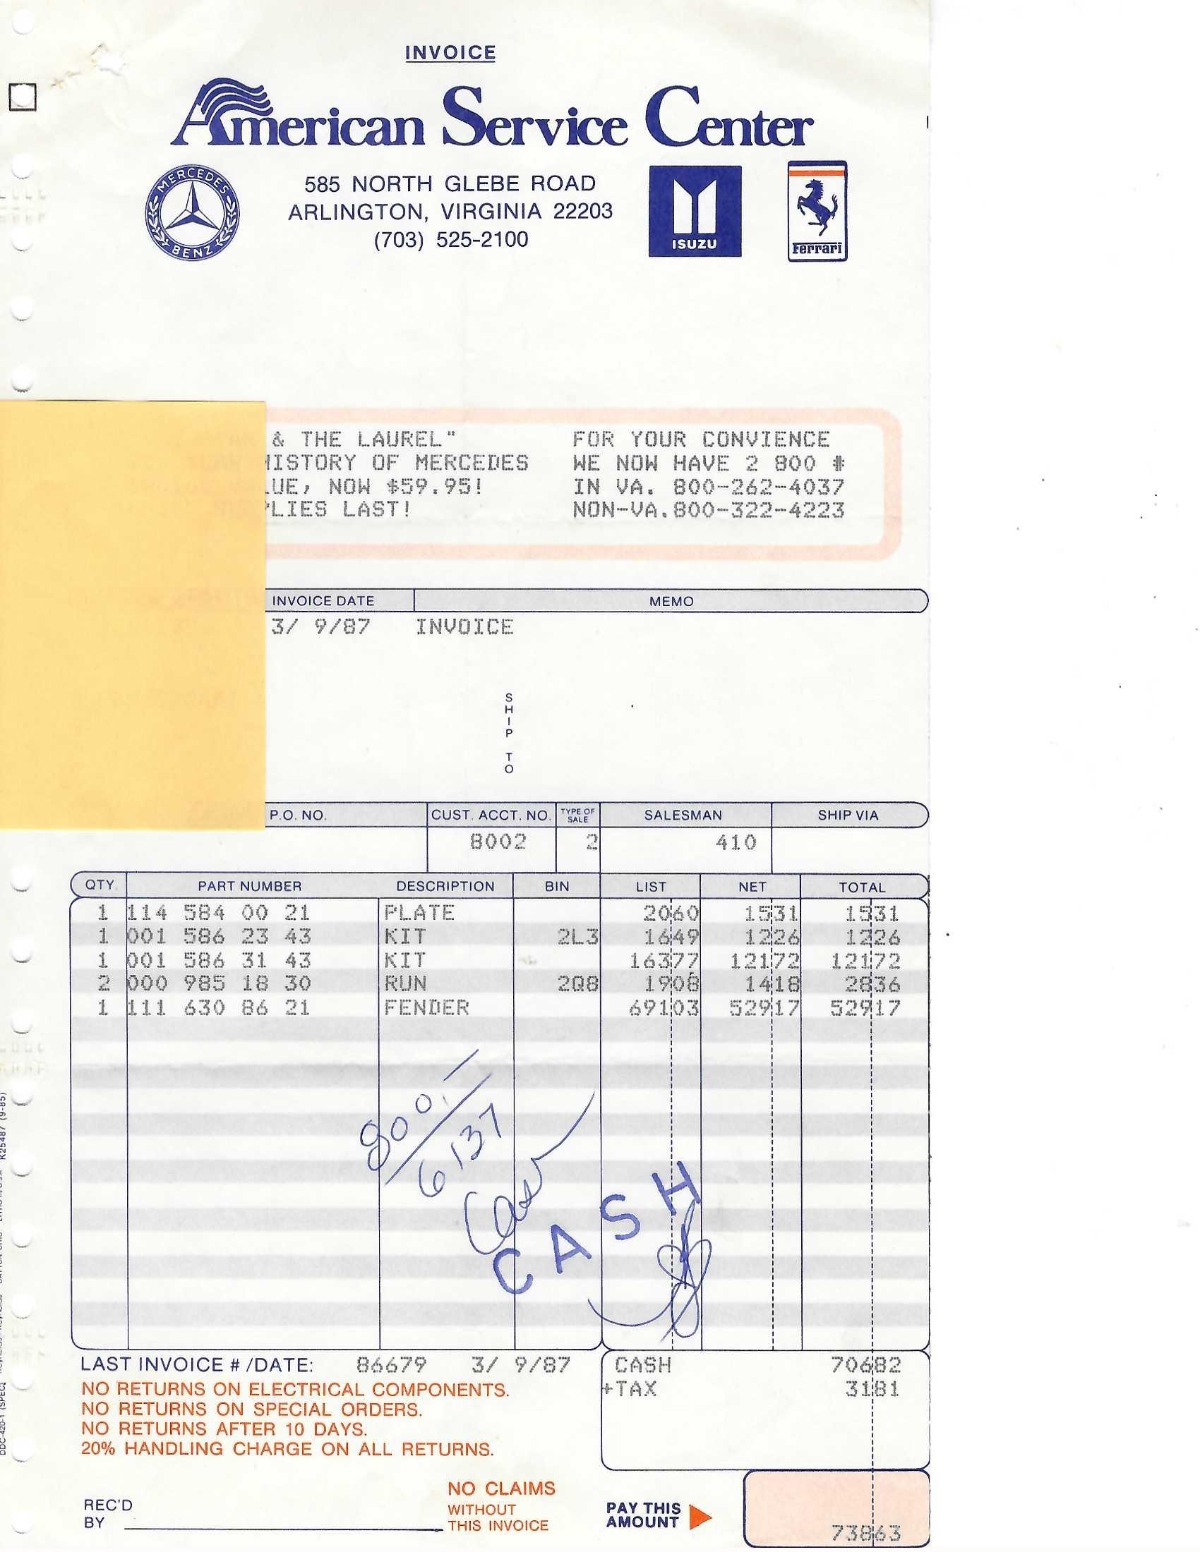 INVOICE
American Service Center
MERCEDES BENZ
585 NORTH GLEBE ROAD
ARLINGTON, VIRGINIA 22203
(703) 525-2100
ISUZU
Ferrari
& THE LAUREL" FOR YOUR CONVIENCE
HISTORY OF MERCEDES WE NOW HAVE 2 800 #
LUE, NOW $59.95! IN VA. 800-262-4037
PLIES LAST! NON-VA.800-322-4223
INVOICE DATE MEMO
3/ 9/87 INVOICE
SHIP TO
P.O. NO. CUST. ACCT. NO. TYPE OF SALE SALESMAN SHIP VIA
8002 2 410
QTY. PART NUMBER DESCRIPTION BIN LIST NET TOTAL
1 114 584 00 21 PLATE 2060 1531 1531
1 001 586 23 43 KIT 2L3 1649 1226 1226
1 001 586 31 43 KIT 16377 12172 12172
2 000 985 18 30 RUN 2Q8 1908 1418 2836
1 111 630 86 21 FENDER 69103 52917 52917
800.—
6137
Cash
CASH
LAST INVOICE # /DATE: 86679 3/ 9/87 CASH 70682
+TAX 3181
NO RETURNS ON ELECTRICAL COMPONENTS.
NO RETURNS ON SPECIAL ORDERS.
NO RETURNS AFTER 10 DAYS.
20% HANDLING CHARGE ON ALL RETURNS.
REC'D
BY
NO CLAIMS
WITHOUT
THIS INVOICE
PAY THIS
AMOUNT
73863
K25487 (9-85)